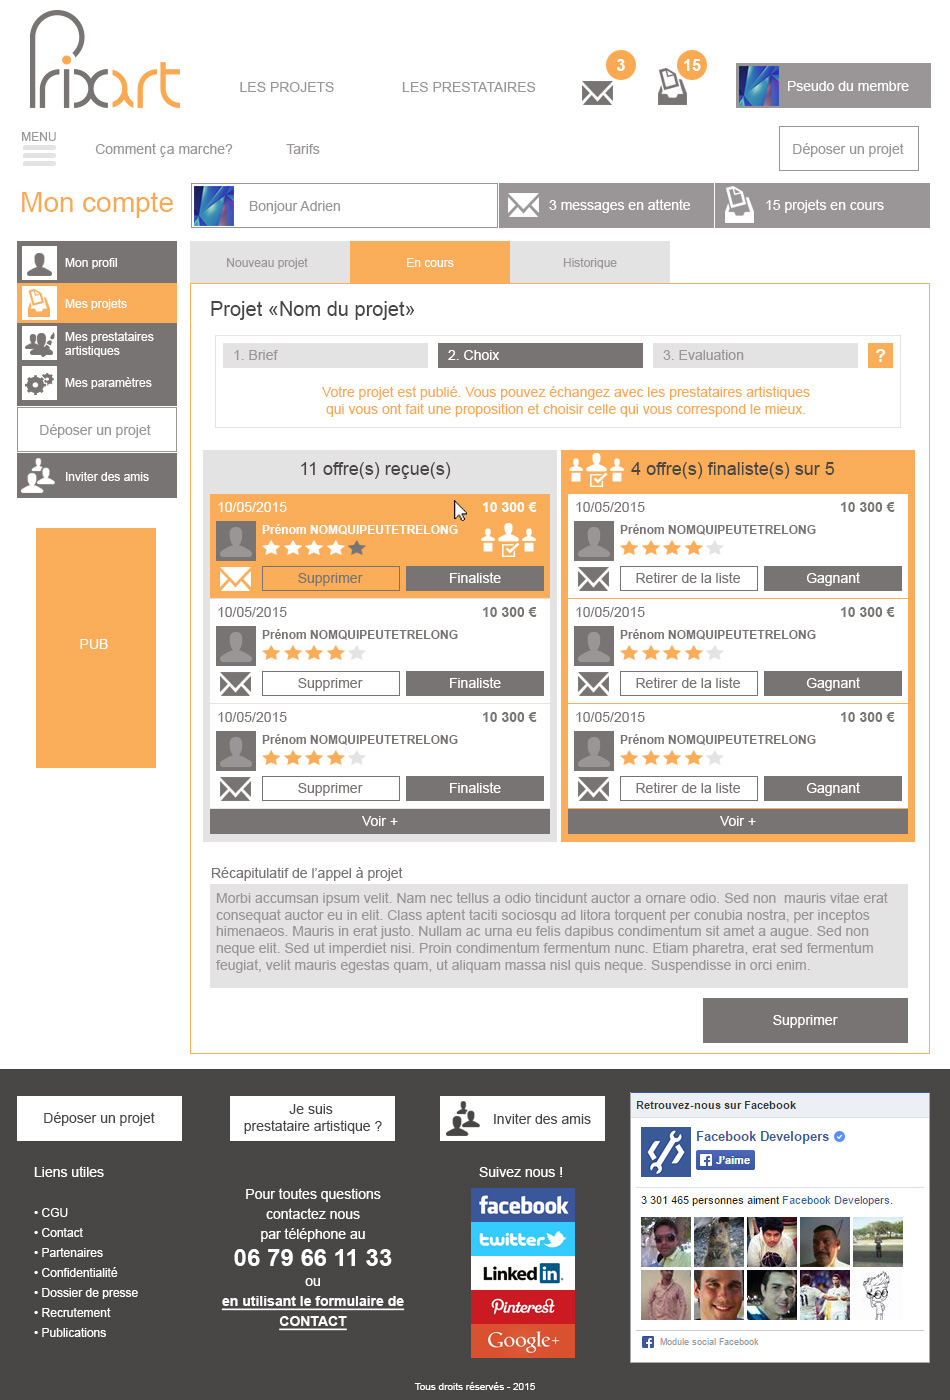 Prixart
LES PROJETS
LES PRESTATAIRES
3
15
Pseudo du membre
MENU
Comment ça marche?
Tarifs
Déposer un projet
Mon compte
Bonjour Adrien
3 messages en attente
15 projets en cours
Mon profil
Mes projets
Mes prestataires
artistiques
Mes paramètres
Déposer un projet
Inviter des amis
PUB
Nouveau projet
En cours
Historique
Projet «Nom du projet»
1. Brief
2. Choix
3. Evaluation
?
Votre projet est publié. Vous pouvez échangez avec les prestataires artistiques
qui vous ont fait une proposition et choisir celle qui vous correspond le mieux.
11 offre(s) reçue(s)
10/05/2015
10 300 €
Prénom NOMQUIPEUTETRELONG
Supprimer
Finaliste
10/05/2015
10 300 €
Prénom NOMQUIPEUTETRELONG
Supprimer
Finaliste
10/05/2015
10 300 €
Prénom NOMQUIPEUTETRELONG
Supprimer
Finaliste
Voir +
4 offre(s) finaliste(s) sur 5
10/05/2015
10 300 €
Prénom NOMQUIPEUTETRELONG
Retirer de la liste
Gagnant
10/05/2015
10 300 €
Prénom NOMQUIPEUTETRELONG
Retirer de la liste
Gagnant
10/05/2015
10 300 €
Prénom NOMQUIPEUTETRELONG
Retirer de la liste
Gagnant
Voir +
Récapitulatif de l'appel à projet
Morbi accumsan ipsum velit. Nam nec tellus a odio tincidunt auctor a ornare odio. Sed non  mauris vitae erat
consequat auctor eu in elit. Class aptent taciti sociosqu ad litora torquent per conubia nostra, per inceptos
himenaeos. Mauris in erat justo. Nullam ac urna eu felis dapibus condimentum sit amet a augue. Sed non
neque elit. Sed ut imperdiet nisi. Proin condimentum fermentum nunc. Etiam pharetra, erat sed fermentum
feugiat, velit mauris egestas quam, ut aliquam massa nisl quis neque. Suspendisse in orci enim.
Supprimer
Déposer un projet
Liens utiles
• CGU
• Contact
• Partenaires
• Confidentialité
• Dossier de presse
• Recrutement
• Publications
Je suis
prestataire artistique ?
Pour toutes questions
contactez nous
par téléphone au
06 79 66 11 33
ou
en utilisant le formulaire de
CONTACT
Inviter des amis
Suivez nous !
facebook
twitter
Linked in
Pinterest
Google+
Retrouvez-nous sur Facebook
Facebook Developers
J'aime
3 301 465 personnes aiment Facebook Developers.
Module social Facebook
Tous droits réservés - 2015